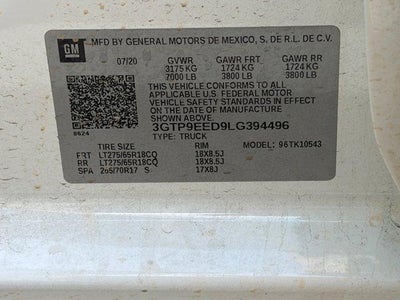 GM MFD BY GENERAL MOTORS DE MEXICO, S. DE R.L. DE C.V.
07/20 GVWR GAWR FRT GAWR RR
3175 KG 1724 KG 1724 KG
7000 LB 3800 LB 3800 LB
THIS VEHICLE CONFORMS TO ALL
APPLICABLE U.S. FEDERAL MOTOR
VEHICLE SAFETY STANDARDS IN EFFECT
ON THE DATE OF MANUFACTURE
SHOWN ABOVE.
3GTP9EED9LG394496
8624 TYPE: TRUCK
TIRE SIZE RIM MODEL: 96TK10543
FRT LT275/65R18CQ 18X8.5J
RR LT275/65R18CQ 18X8.5J
SPA 265/70R17 S 17X8J